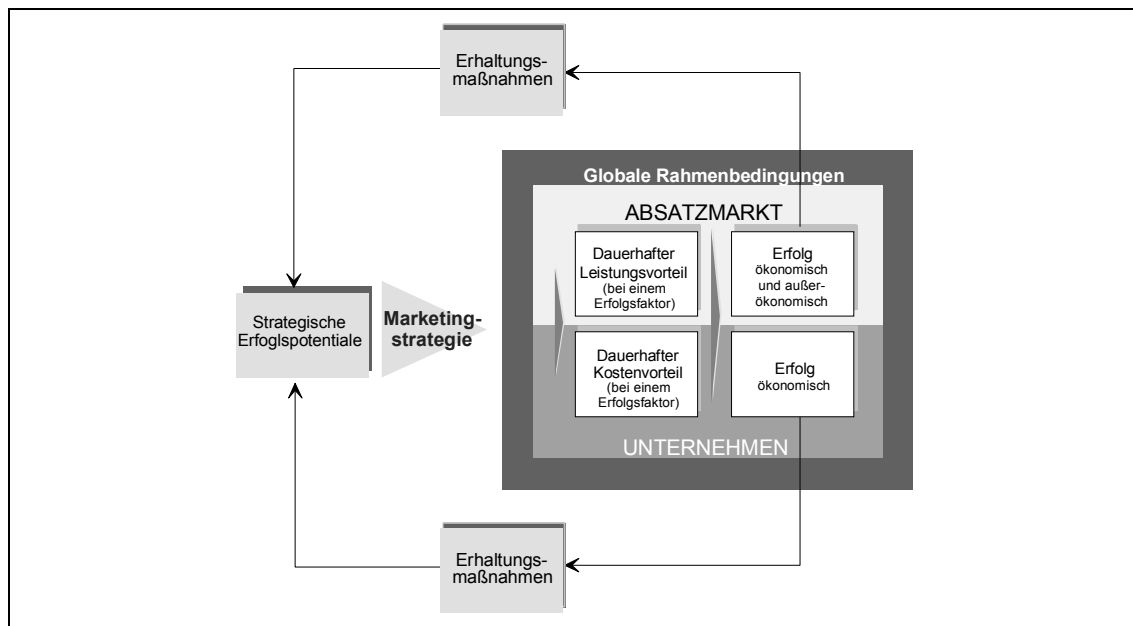 Erhaltungs-
maßnahmen
Globale Rahmenbedingungen
ABSATZMARKT
Dauerhafter
Leistungsvorteil
(bei einem
Erfolgsfaktor)
Erfolg
ökonomisch
und außer-
ökonomisch
Strategische
Erfoglspotentiale
Marketing-
strategie
Dauerhafter
Kostenvorteil
(bei einem
Erfolgsfaktor)
Erfolg
ökonomisch
UNTERNEHMEN
Erhaltungs-
maßnahmen